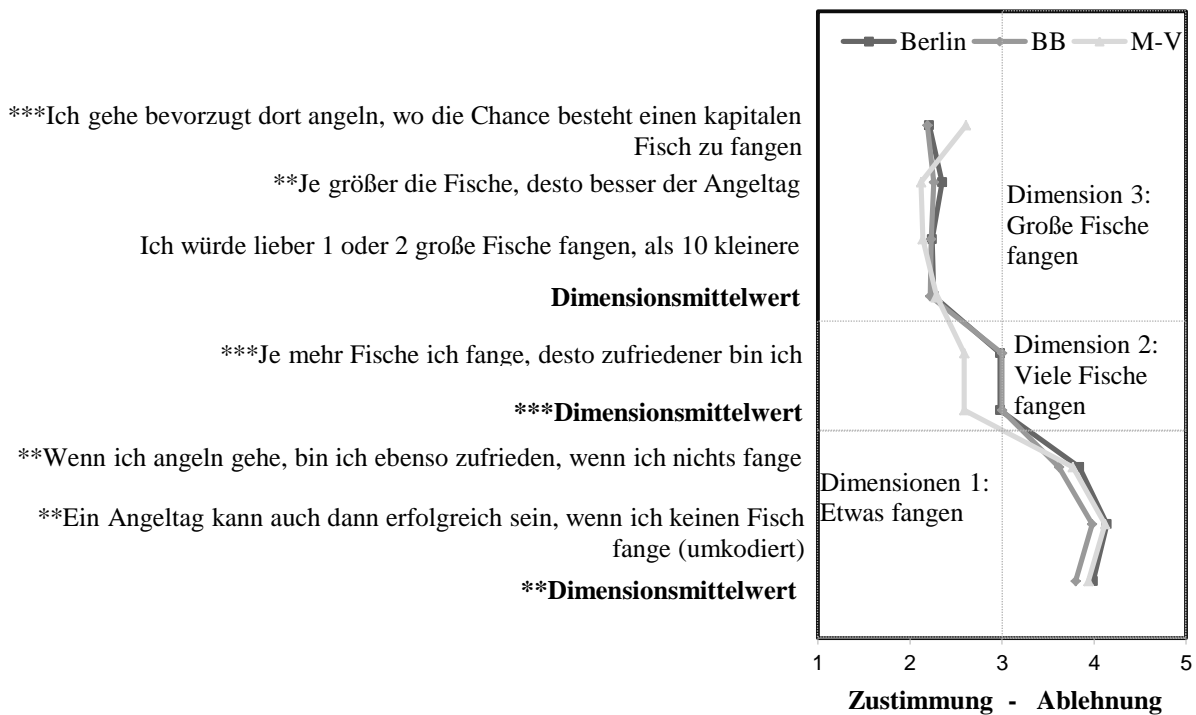 Berlin BB M-V
***Ich gehe bevorzugt dort angeln, wo die Chance besteht einen kapitalen
Fisch zu fangen
**Je größer die Fische, desto besser der Angeltag
Ich würde lieber 1 oder 2 große Fische fangen, als 10 kleinere
Dimensionsmittelwert
Dimension 3:
Große Fische
fangen
***Je mehr Fische ich fange, desto zufriedener bin ich
***Dimensionsmittelwert
Dimension 2:
Viele Fische
fangen
**Wenn ich angeln gehe, bin ich ebenso zufrieden, wenn ich nichts fange
**Ein Angeltag kann auch dann erfolgreich sein, wenn ich keinen Fisch
fange (umkodiert)
**Dimensionsmittelwert
Dimensionen 1:
Etwas fangen
1 2 3 4 5
Zustimmung - Ablehnung